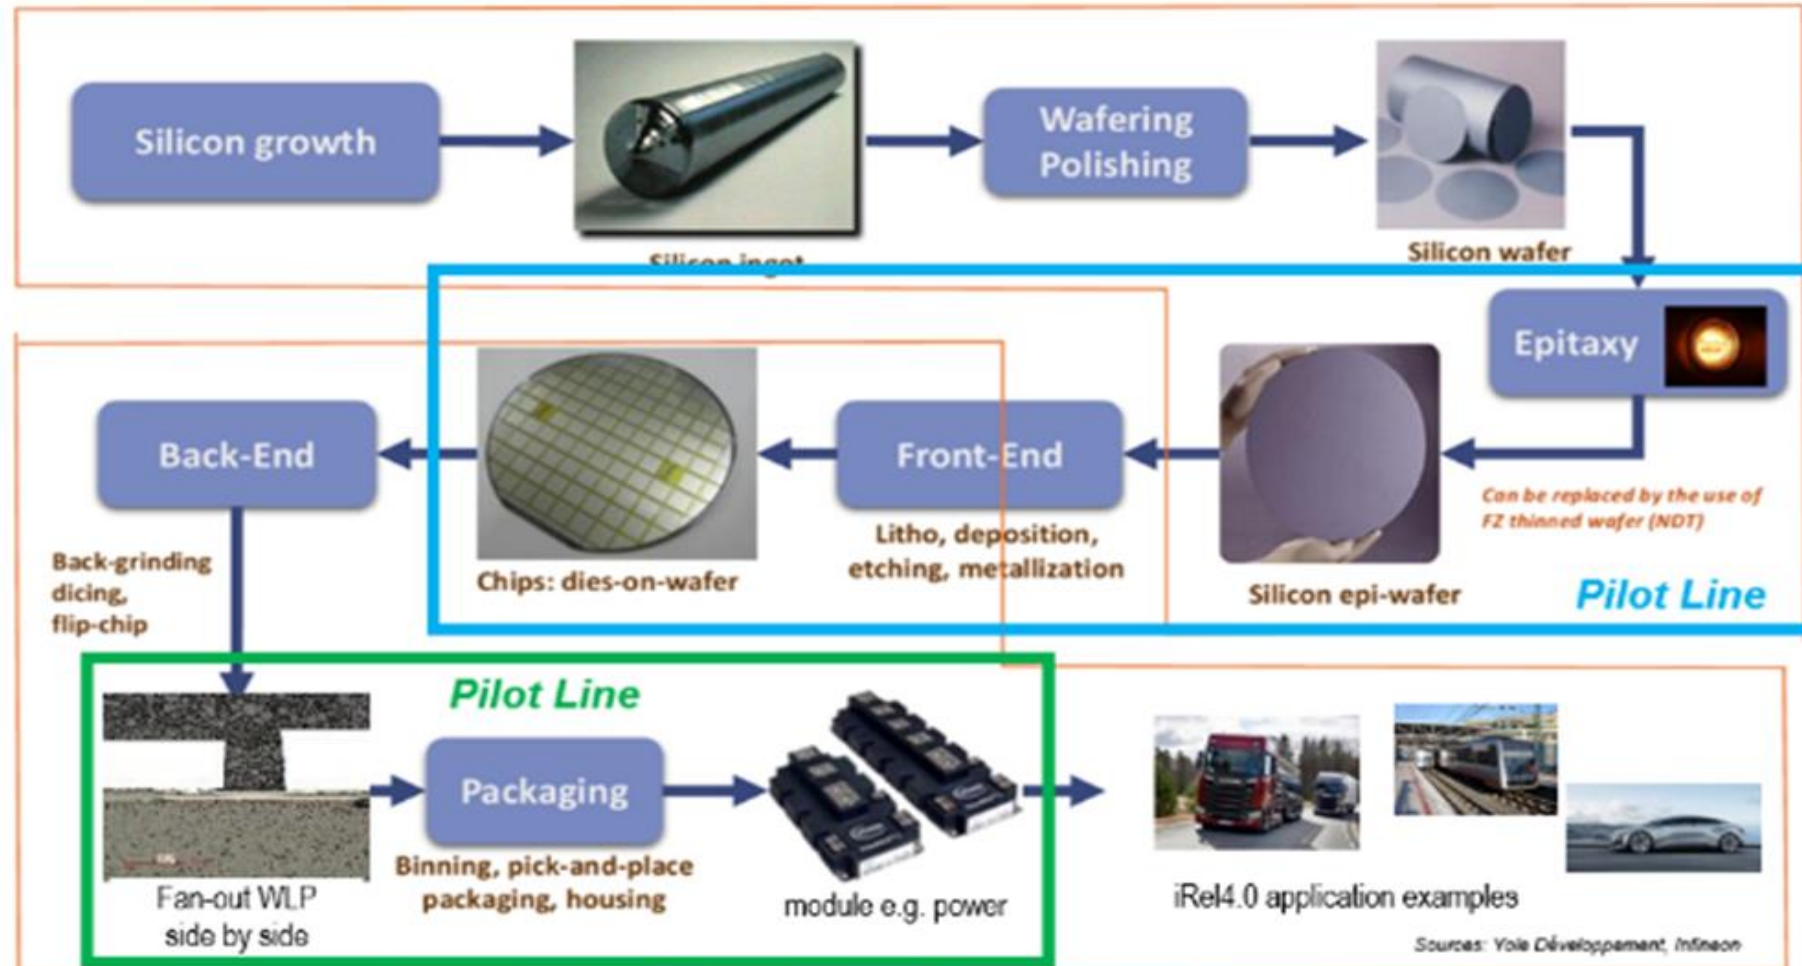 Silicon growth
Silicon ingot
Wafering
Polishing
Silicon wafer
Epitaxy
Can be replaced by the use of
FZ thinned wafer (NDT)
Silicon epi-wafer
Pilot Line
Front-End
Litho, deposition,
etching, metallization
Chips: dies-on-wafer
Back-End
Back-grinding
dicing,
flip-chip
Pilot Line
Fan-out WLP
side by side
Packaging
Binning, pick-and-place
packaging, housing
module e.g. power
iRel4.0 application examples
Sources: Yole Développement, Infineon